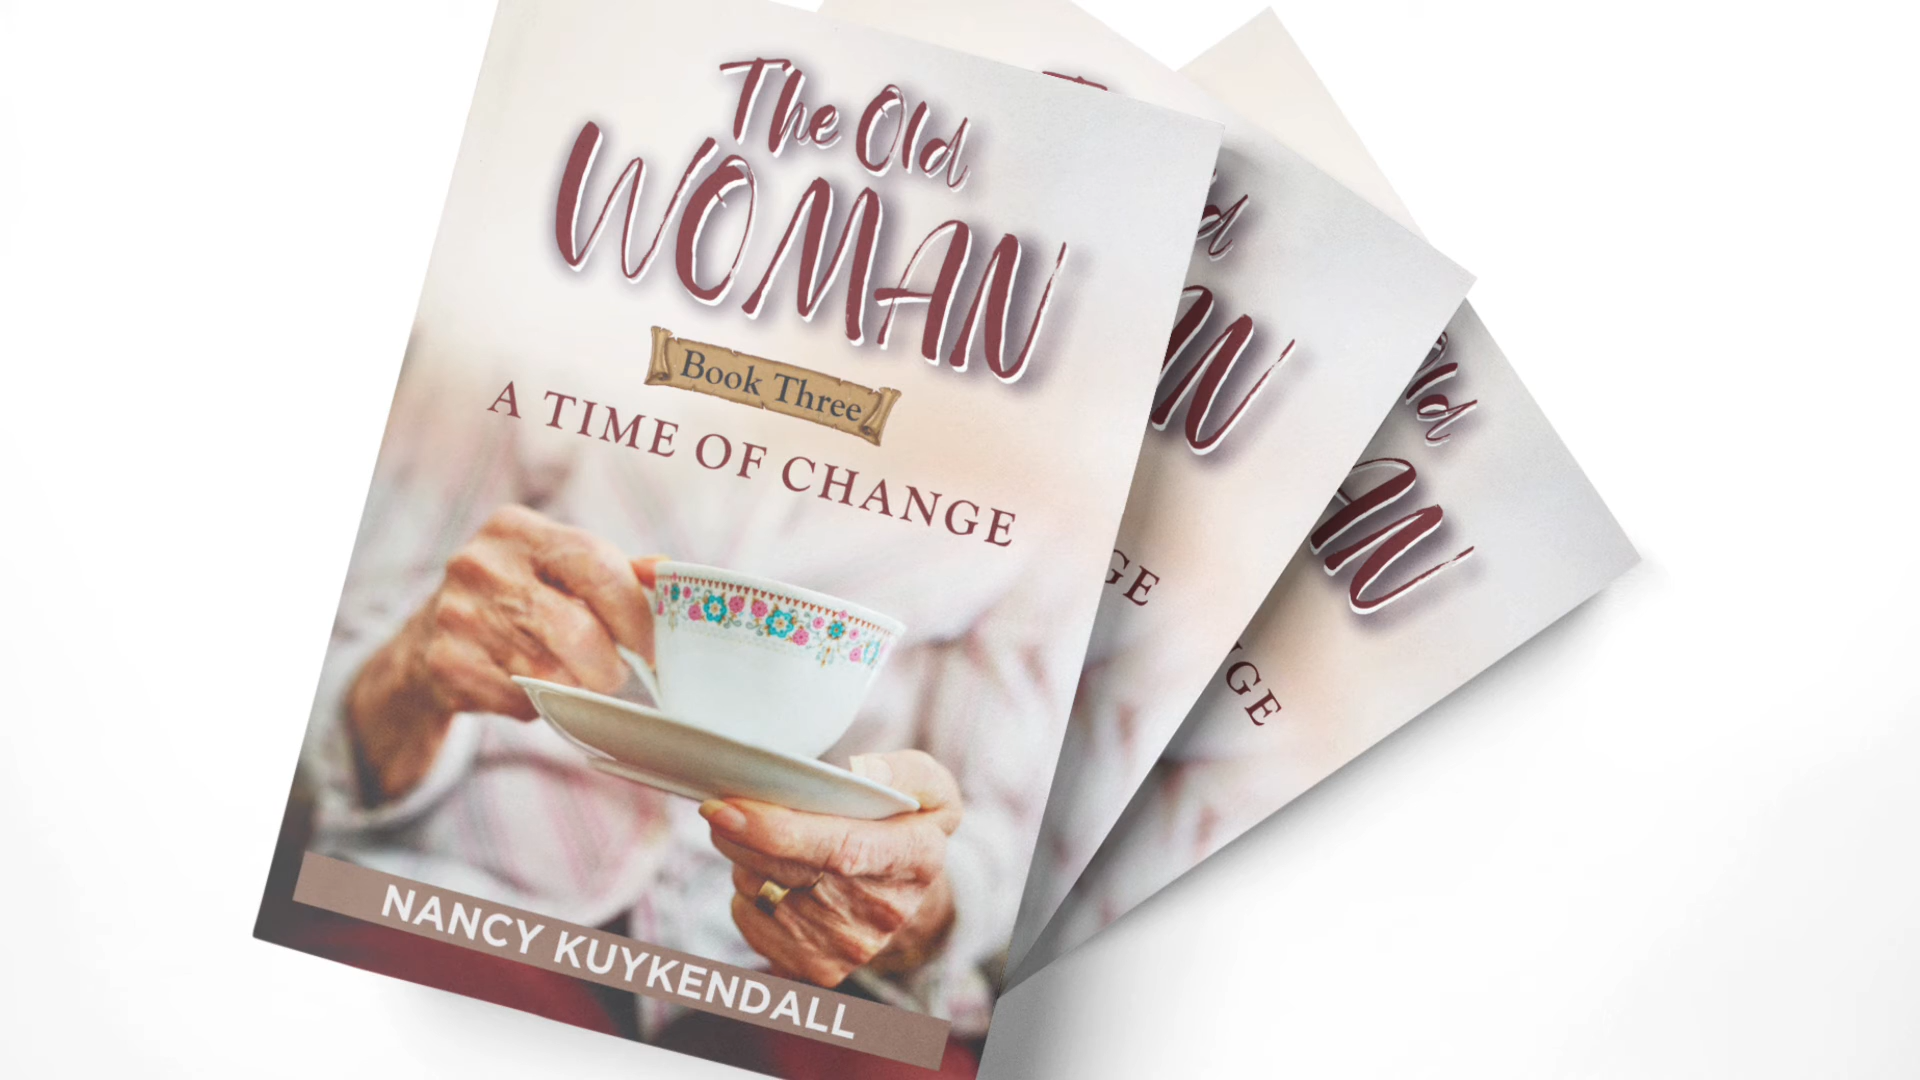 The Old
WOMAN
Book Three
A TIME OF CHANGE
NANCY KUYKENDALL